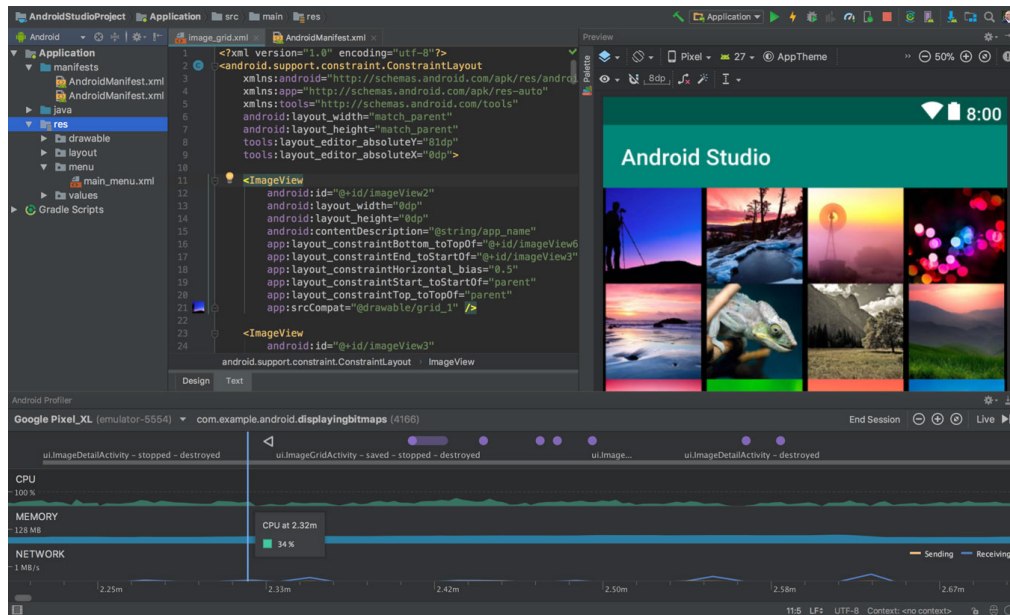 AndroidStudioProject Application src main res
Application
image_grid.xml AndroidManifest.xml
Preview
Android
Application
manifests
AndroidManifest.xml
AndroidManifest.xml
java
res
drawable
layout
menu
main_menu.xml
values
Gradle Scripts
1 <?xml version="1.0" encoding="utf-8"?>
2 <android.support.constraint.ConstraintLayout
3 xmlns:android="http://schemas.android.com/apk/res/andro
4 xmlns:app="http://schemas.android.com/apk/res-auto"
5 xmlns:tools="http://schemas.android.com/tools"
6 android:layout_width="match_parent"
7 android:layout_height="match_parent"
8 tools:layout_editor_absoluteY="81dp"
9 tools:layout_editor_absoluteX="0dp">
10
11 <ImageView
12 android:id="@+id/imageView2"
13 android:layout_width="0dp"
14 android:layout_height="0dp"
15 android:contentDescription="@string/app_name"
16 app:layout_constraintBottom_toTopOf="@+id/imageView6
17 app:layout_constraintEnd_toStartOf="@+id/imageView3"
18 app:layout_constraintHorizontal_bias="0.5"
19 app:layout_constraintStart_toStartOf="parent"
20 app:layout_constraintTop_toTopOf="parent"
21 app:srcCompat="@drawable/grid_1" />
22
23 <ImageView
24 android:id="@+id/imageView3"
android.support.constraint.ConstraintLayout ImageView
Design Text
Palette
Pixel 27 AppTheme 50%
8dp
8:00
Android Studio
Android Profiler
Google Pixel_XL (emulator-5554) com.example.android.displayingbitmaps (4166) End Session Live
ui.ImageDetailActivity – stopped – destroyed ui.ImageGridActivity – saved – stopped – destroyed ui.Image... ui.ImageDetailActivity – destroyed
CPU
100 %
MEMORY
128 MB
CPU at 2.32m
34 %
NETWORK Sending Receiving
1 MB/s
2.25m 2.33m 2.42m 2.50m 2.58m 2.67m
11:5 LF UTF-8 Context: <no context>